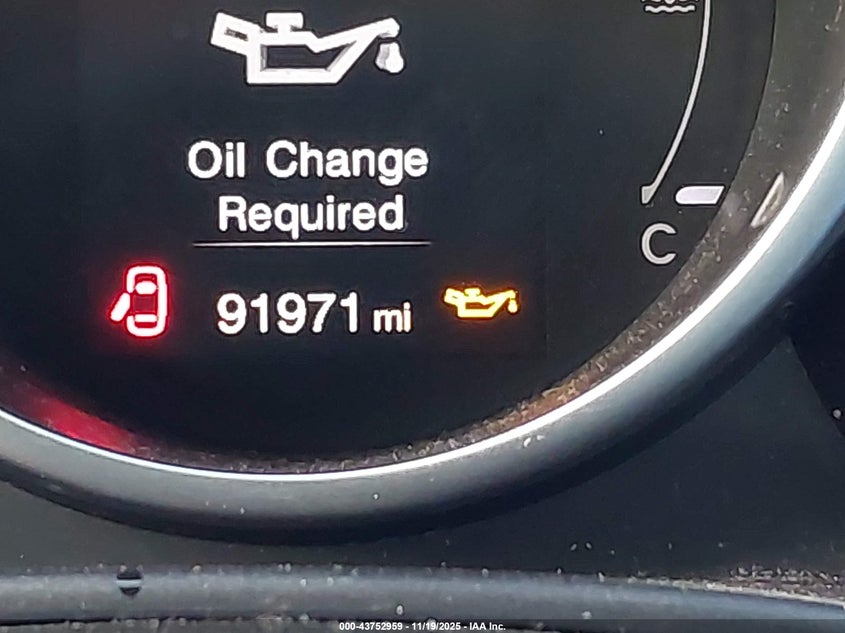 Oil Change
Required
91971 mi
C
000-43752959 - 11/19/2025 - IAA Inc.